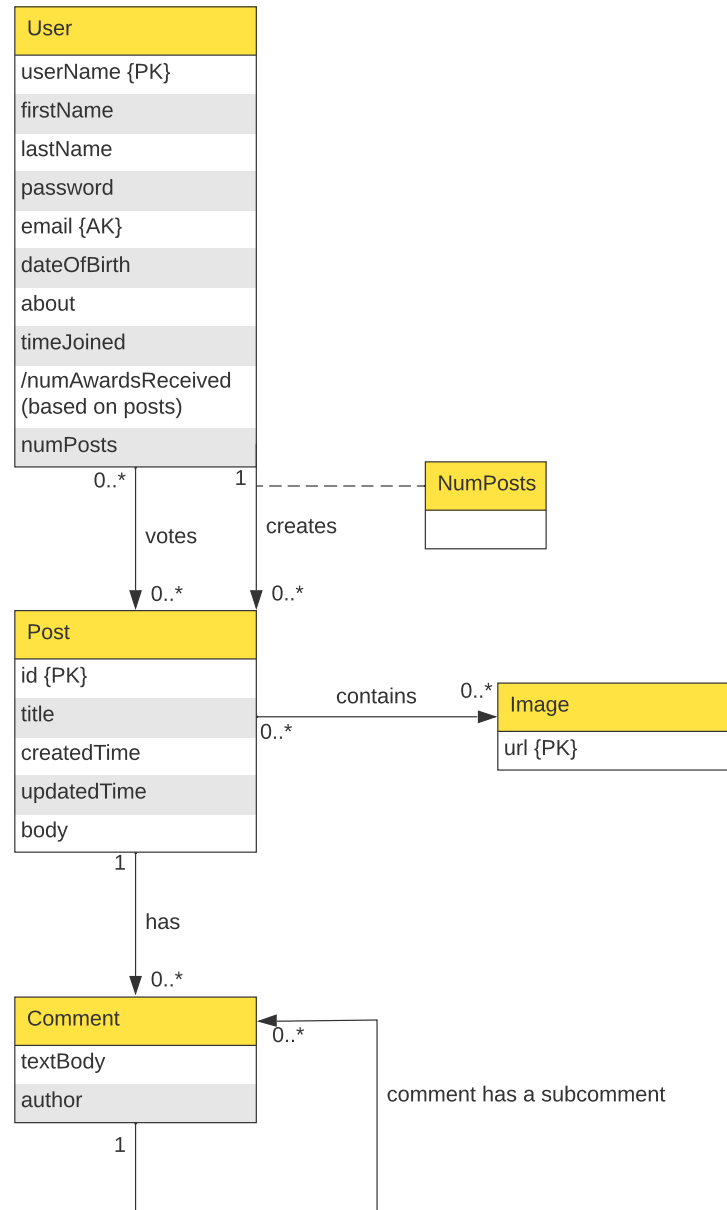 User
userName {PK}
firstName
lastName
password
email {AK}
dateOfBirth
about
timeJoined
/numAwardsReceived
(based on posts)
numPosts
0..*
1
NumPosts
votes
creates
0..*
0..*
Post
id {PK}
title
createdTime
updatedTime
body
contains
0..*
0..*
Image
url {PK}
1
has
0..*
Comment
textBody
author
0..*
comment has a subcomment
1